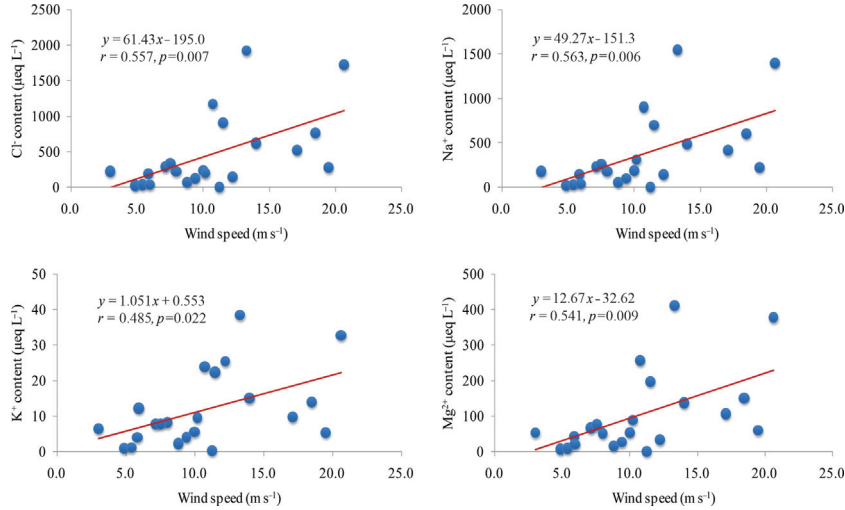 2500
2000
1500
1000
500
0
Cl⁻ content (µeq L⁻¹)
y = 61.43x – 195.0
r = 0.557, p=0.007
0.0 5.0 10.0 15.0 20.0 25.0
Wind speed (m s⁻¹)
2000
1500
1000
500
0
Na⁺ content (µeq L⁻¹)
y = 49.27x – 151.3
r = 0.563, p=0.006
0.0 5.0 10.0 15.0 20.0 25.0
Wind speed (m s⁻¹)
50
40
30
20
10
0
K⁺ content (µeq L⁻¹)
y = 1.051x + 0.553
r = 0.485, p=0.022
0.0 5.0 10.0 15.0 20.0 25.0
Wind speed (m s⁻¹)
500
400
300
200
100
0
Mg²⁺ content (µeq L⁻¹)
y = 12.67x - 32.62
r = 0.541, p=0.009
0.0 5.0 10.0 15.0 20.0 25.0
Wind speed (m s⁻¹)